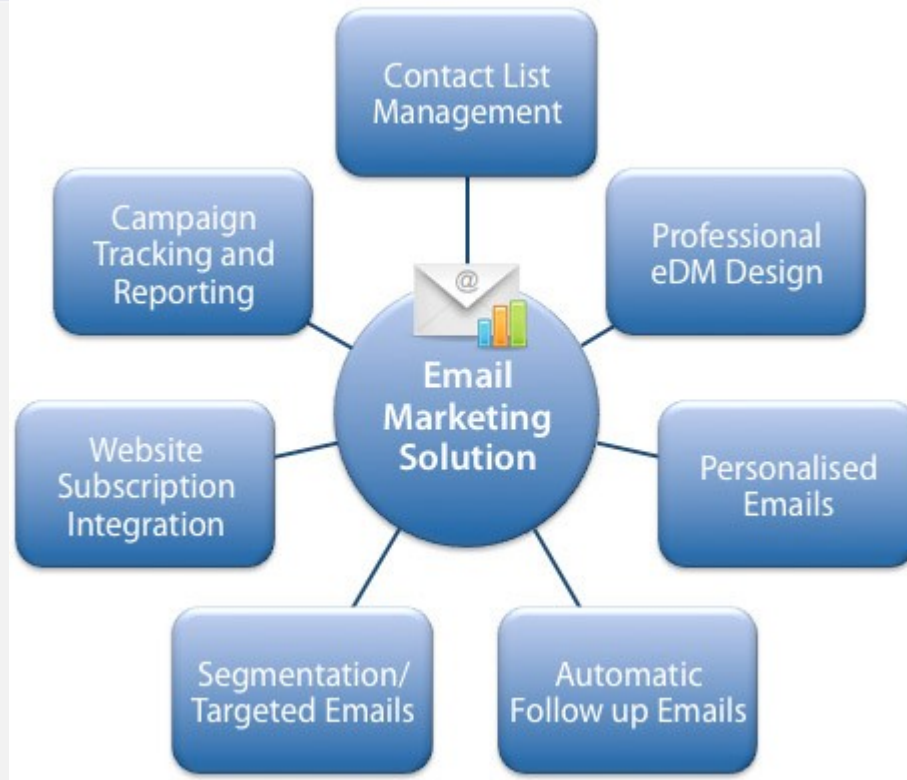 Contact List
Management
Campaign
Tracking and
Reporting
Professional
eDM Design
@
Email
Marketing
Solution
Website
Subscription
Integration
Personalised
Emails
Segmentation/
Targeted Emails
Automatic
Follow up Emails